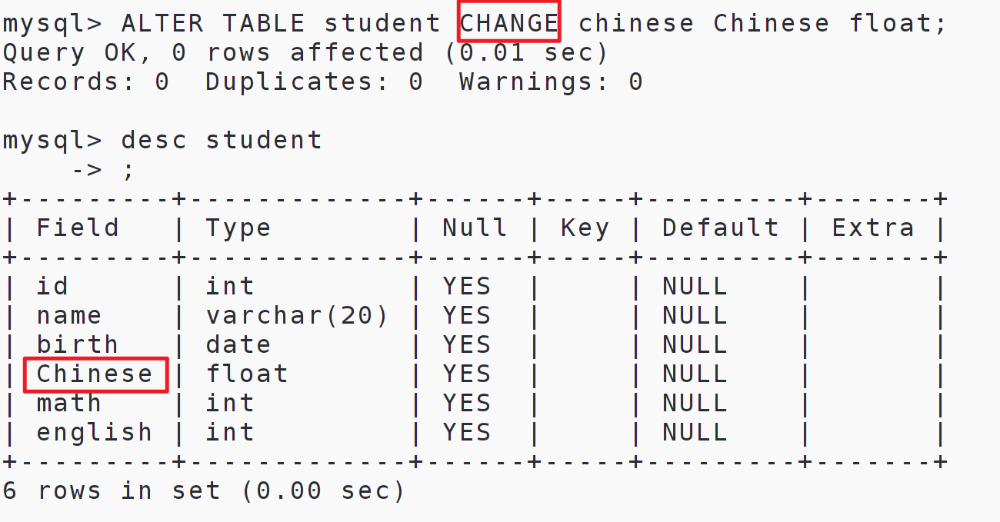 mysql> ALTER TABLE student CHANGE chinese Chinese float;
Query OK, 0 rows affected (0.01 sec)
Records: 0  Duplicates: 0  Warnings: 0
mysql> desc student
    -> ;
+---------+-------------+------+-----+---------+-------+
| Field   | Type        | Null | Key | Default | Extra |
+---------+-------------+------+-----+---------+-------+
| id      | int         | YES  |     | NULL    |       |
| name    | varchar(20) | YES  |     | NULL    |       |
| birth   | date        | YES  |     | NULL    |       |
| Chinese | float       | YES  |     | NULL    |       |
| math    | int         | YES  |     | NULL    |       |
| english | int         | YES  |     | NULL    |       |
+---------+-------------+------+-----+---------+-------+
6 rows in set (0.00 sec)